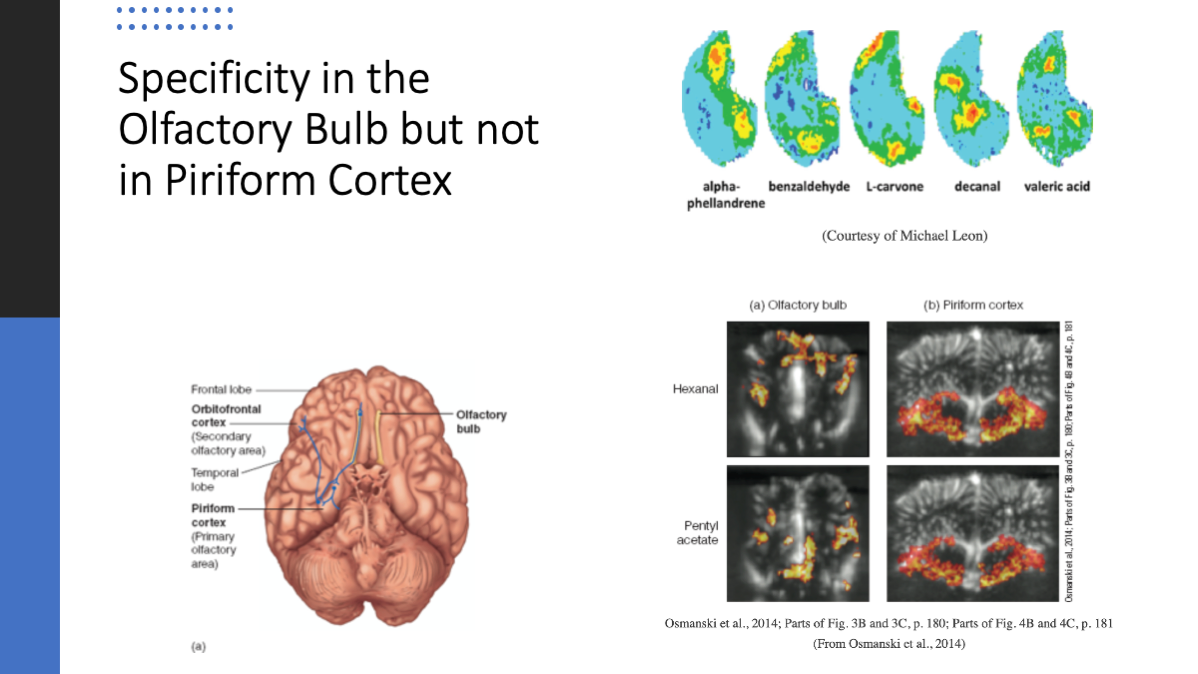 Specificity in the
Olfactory Bulb but not
in Piriform Cortex
alpha-
phellandrene
benzaldehyde
L-carvone
decanal
valeric acid
(Courtesy of Michael Leon)
Frontal lobe
Orbitofrontal
cortex
(Secondary
olfactory area)
Temporal
lobe
Piriform
cortex
(Primary
olfactory
area)
Olfactory
bulb
(a)
(a) Olfactory bulb
(b) Piriform cortex
Hexanal
Pentyl
acetate
Osmanski et al., 2014; Parts of Fig. 3B and 3C, p. 180; Parts of Fig. 4B and 4C, p. 181
Osmanski et al., 2014; Parts of Fig. 3B and 3C, p. 180; Parts of Fig. 4B and 4C, p. 181
(From Osmanski et al., 2014)